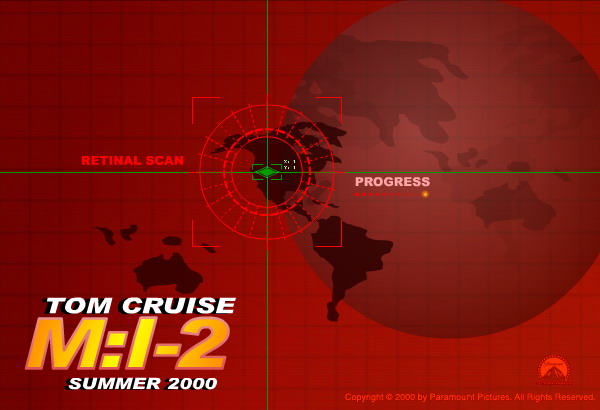 RETINAL SCAN
PROGRESS
TOM CRUISE
M:I-2
SUMMER 2000
Copyright © 2000 by Paramount Pictures. All Rights Reserved.